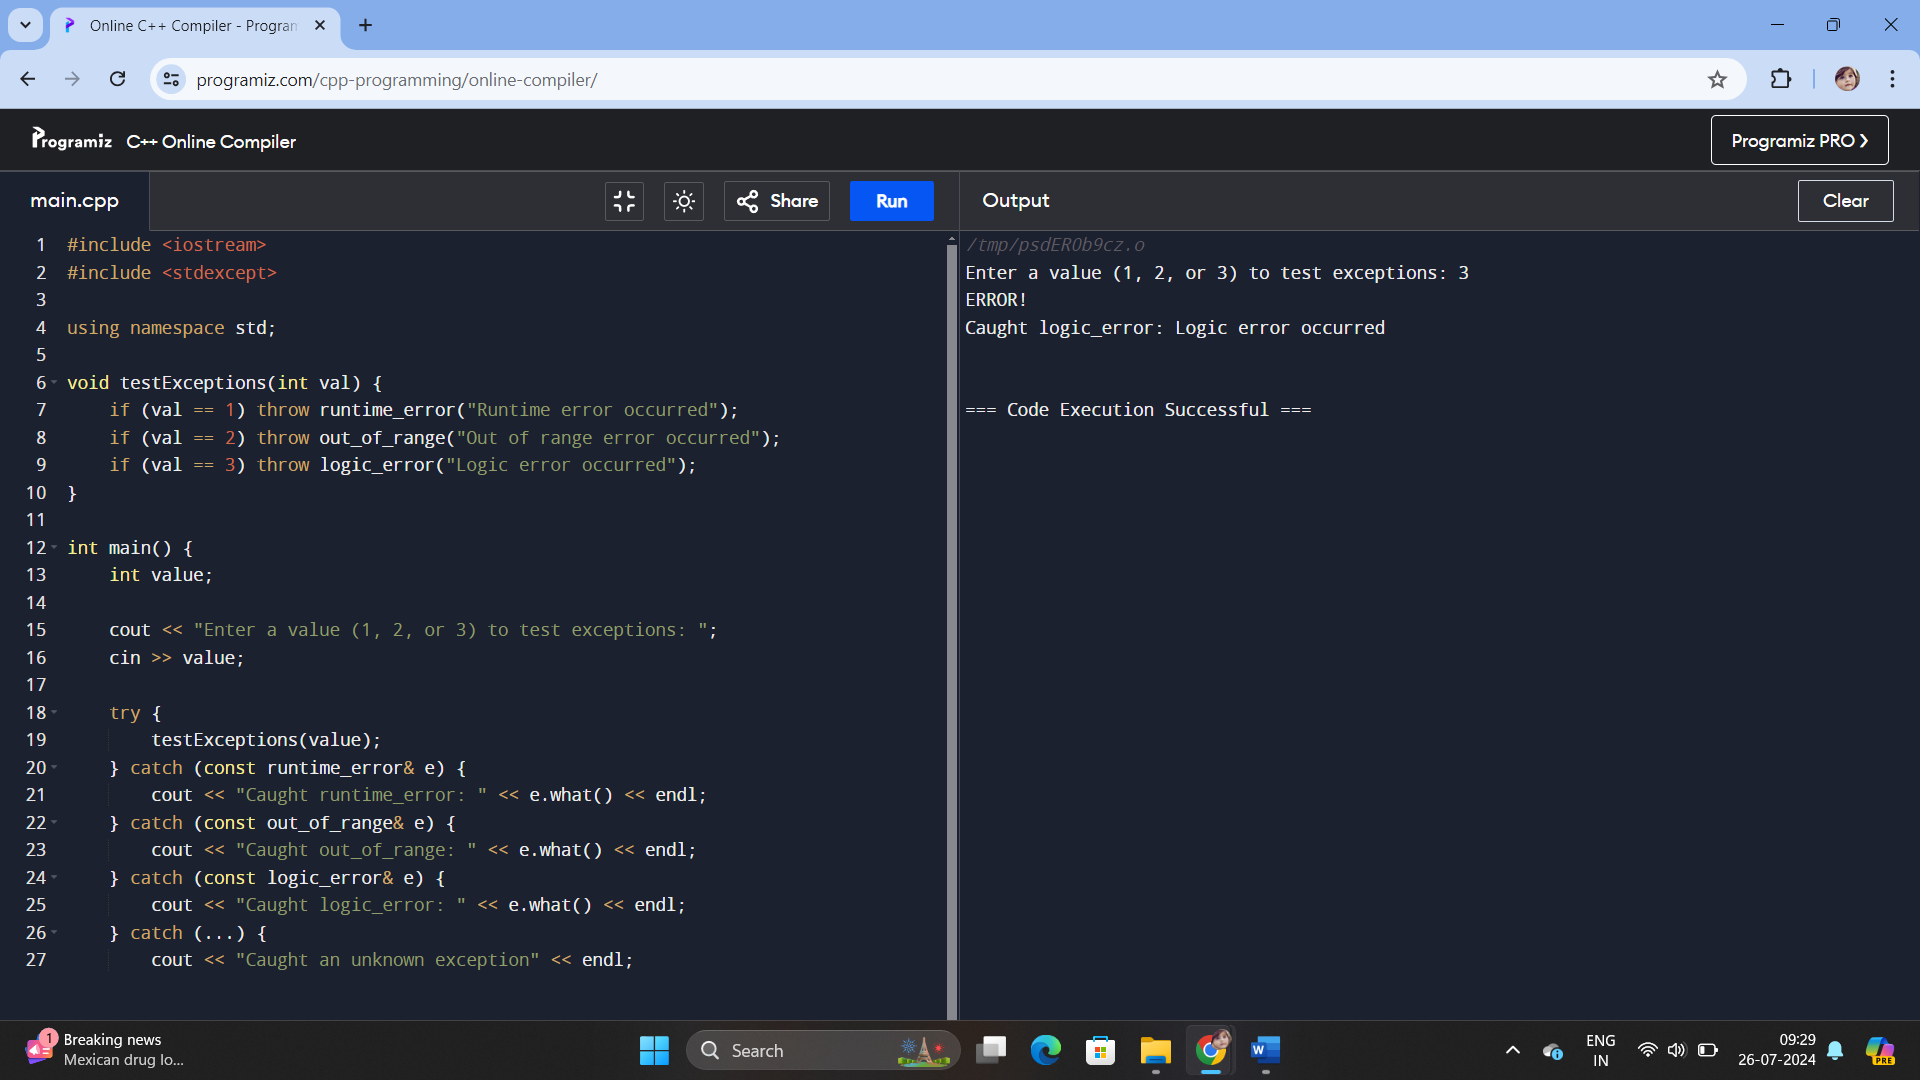 Online C++ Compiler - Program
programiz.com/cpp-programming/online-compiler/
Programiz C++ Online Compiler
Programiz PRO ❯
main.cpp
Share
Run
Output
Clear
1 #include <iostream>
2 #include <stdexcept>
3
4 using namespace std;
5
6 void testExceptions(int val) {
7     if (val == 1) throw runtime_error("Runtime error occurred");
8     if (val == 2) throw out_of_range("Out of range error occurred");
9     if (val == 3) throw logic_error("Logic error occurred");
10 }
11
12 int main() {
13     int value;
14
15     cout << "Enter a value (1, 2, or 3) to test exceptions: ";
16     cin >> value;
17
18     try {
19         testExceptions(value);
20     } catch (const runtime_error& e) {
21         cout << "Caught runtime_error: " << e.what() << endl;
22     } catch (const out_of_range& e) {
23         cout << "Caught out_of_range: " << e.what() << endl;
24     } catch (const logic_error& e) {
25         cout << "Caught logic_error: " << e.what() << endl;
26     } catch (...) {
27         cout << "Caught an unknown exception" << endl;
/tmp/psdEROb9cz.o
Enter a value (1, 2, or 3) to test exceptions: 3
ERROR!
Caught logic_error: Logic error occurred
=== Code Execution Successful ===
1
Breaking news
Mexican drug lo...
Search
W
ENG
IN
09:29
26-07-2024
PRE